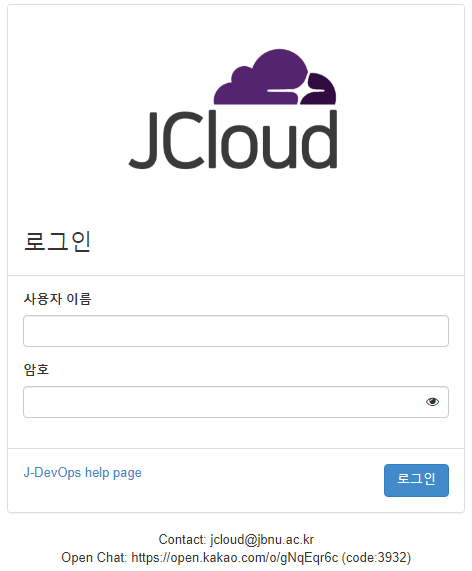 JCloud
로그인
사용자 이름
암호
J-DevOps help page
로그인
Contact: jcloud@jbnu.ac.kr
Open Chat: https://open.kakao.com/o/gNqEqr6c (code:3932)